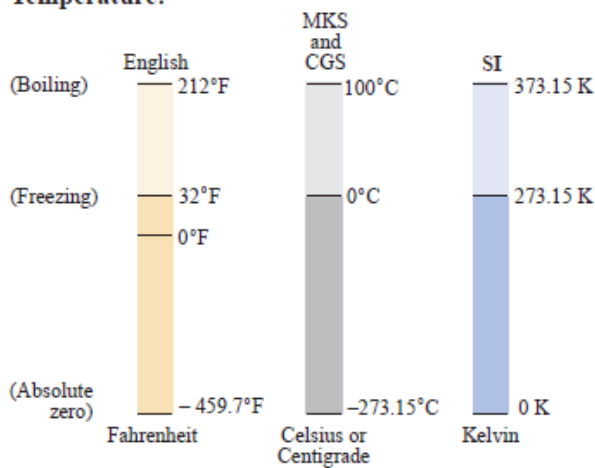 Temperature:
English
MKS
and
CGS
SI
(Boiling)
212°F
100°C
373.15 K
(Freezing)
32°F
0°C
273.15 K
0°F
(Absolute
zero)
– 459.7°F
–273.15°C
0 K
Fahrenheit
Celsius or
Centigrade
Kelvin